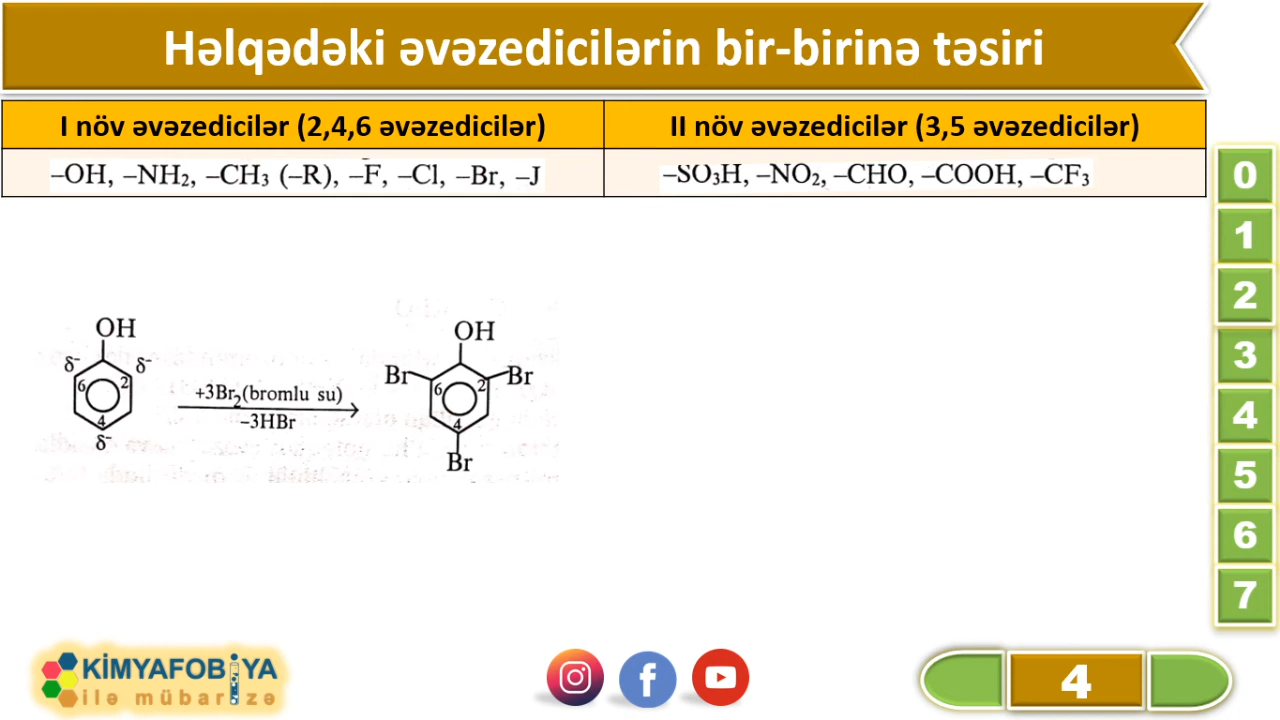 Həlqədəki əvəzedicilərin bir-birinə təsiri
I növ əvəzedicilər (2,4,6 əvəzedicilər)
II növ əvəzedicilər (3,5 əvəzedicilər)
–OH, –NH₂, –CH₃ (–R), –F, –Cl, –Br, –J
–SO₃H, –NO₂, –CHO, –COOH, –CF₃
OH
δ⁻ δ⁻
6 2
4
δ⁻
+3Br₂(bromlu su)
–3HBr
OH
Br Br
6 2
4
Br
0
1
2
3
4
5
6
7
KİMYAFOBİYA
ilə mübarizə
4